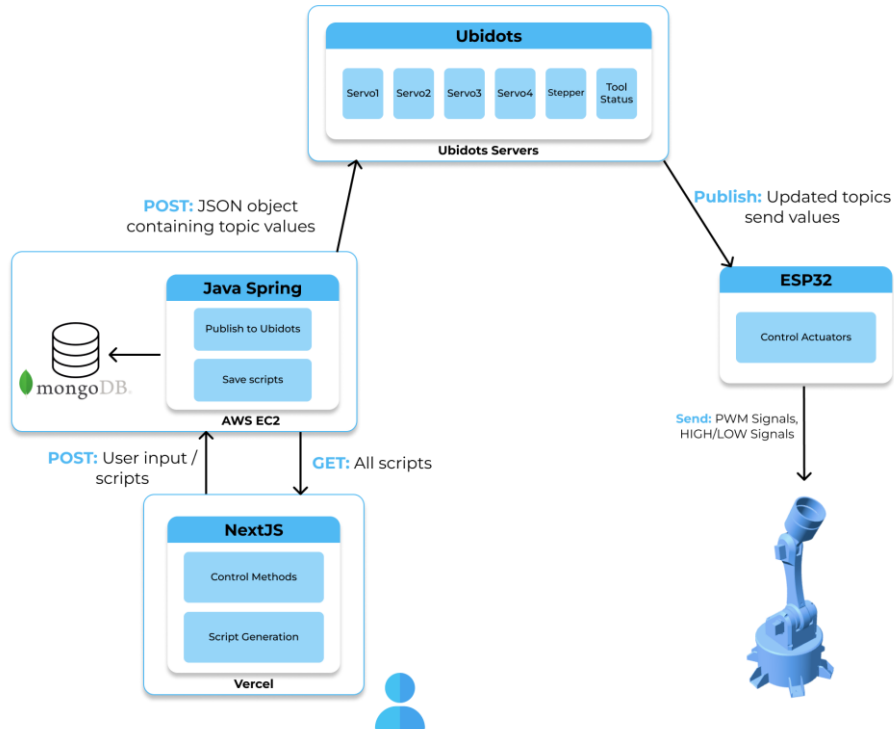 Ubidots
Servo1
Servo2
Servo3
Servo4
Stepper
Tool
Status
Ubidots Servers
POST: JSON object
containing topic values
Publish: Updated topics
send values
Java Spring
Publish to Ubidots
Save scripts
mongoDB.
AWS EC2
ESP32
Control Actuators
Send: PWM Signals,
HIGH/LOW Signals
POST: User input /
scripts
GET: All scripts
NextJS
Control Methods
Script Generation
Vercel